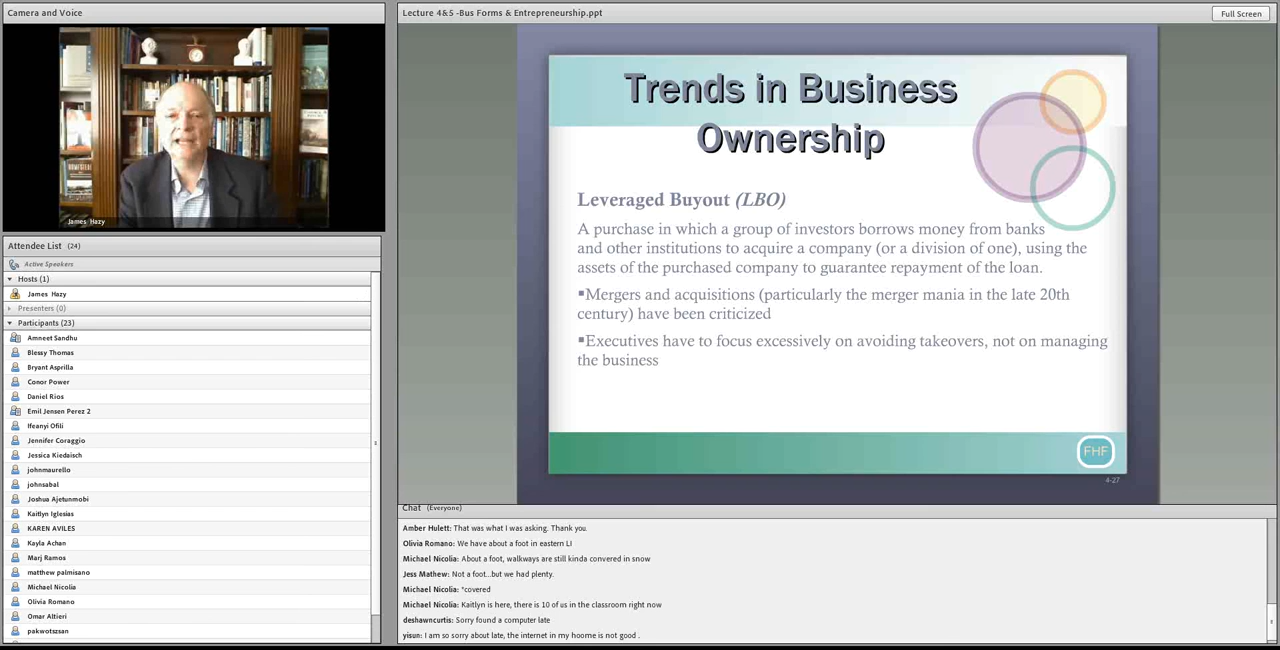 Camera and Voice
James Hazy
Attendee List (24)
Active Speakers
Hosts (1)
James Hazy
Presenters (0)
Participants (23)
Amneet Sandhu
Blessy Thomas
Bryant Asprilla
Conor Power
Daniel Rios
Emil Jensen Perez 2
Ifeanyi Ofili
Jennifer Coraggio
Jessica Kiedaisch
johnmaurello
johnsabal
Joshua Ajetunmobi
Kaitlyn Iglesias
KAREN AVILES
Kayla Achan
Marj Ramos
matthew palmisano
Michael Nicolia
Olivia Romano
Omar Altieri
pakwotszsan
Lecture 4&5 -Bus Forms & Entrepreneurship.ppt
Full Screen
Trends in Business
Ownership
Leveraged Buyout (LBO)
A purchase in which a group of investors borrows money from banks
and other institutions to acquire a company (or a division of one), using the
assets of the purchased company to guarantee repayment of the loan.
▪Mergers and acquisitions (particularly the merger mania in the late 20th
century) have been criticized
▪Executives have to focus excessively on avoiding takeovers, not on managing
the business
FHF
4-27
Chat (Everyone)
Amber Hulett: That was what I was asking. Thank you.
Olivia Romano: We have about a foot in eastern LI
Michael Nicolia: About a foot, walkways are still kinda convered in snow
Jess Mathew: Not a foot...but we had plenty.
Michael Nicolia: *covered
Michael Nicolia: Kaitlyn is here, there is 10 of us in the classroom right now
deshawncurtis: Sorry found a computer late
yisun: I am so sorry about late, the internet in my hoome is not good .